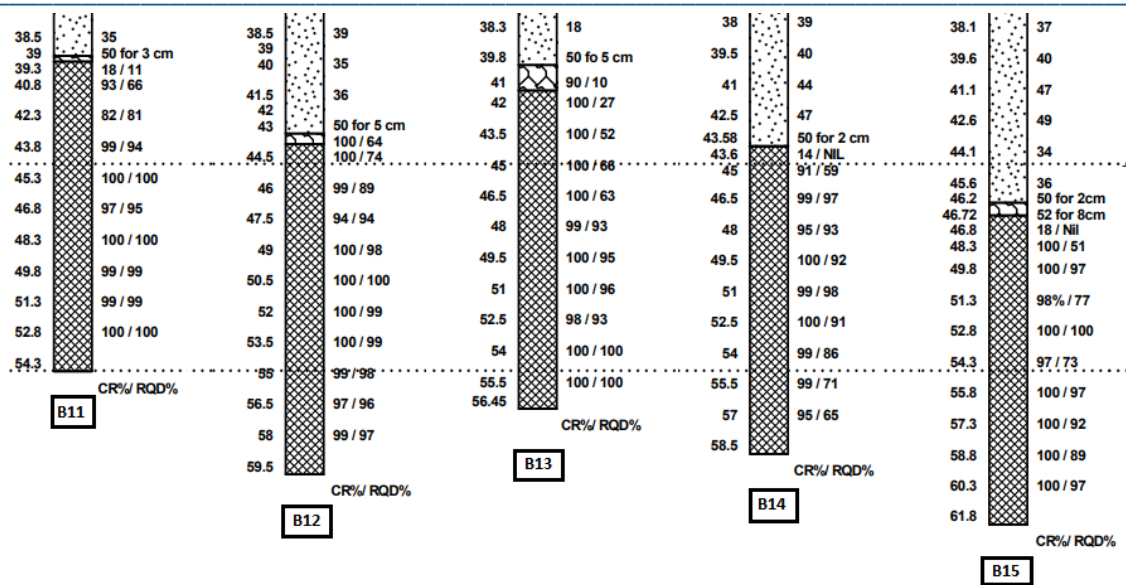 38.5 35
39 50 for 3 cm
39.3 18 / 11
40.8 93 / 66
42.3 82 / 81
43.8 99 / 94
45.3 100 / 100
46.8 97 / 95
48.3 100 / 100
49.8 99 / 99
51.3 99 / 99
52.8 100 / 100
54.3
CR%/ RQD%
B11
38.5 39
39
40 35
41.5 36
42
43 50 for 5 cm
100 / 64
44.5 100 / 74
46 99 / 89
47.5 94 / 94
49 100 / 98
50.5 100 / 100
52 100 / 99
53.5 100 / 99
55 99 / 98
56.5 97 / 96
58 99 / 97
59.5
CR%/ RQD%
B12
38.3 18
39.8 50 fo 5 cm
41 90 / 10
42 100 / 27
43.5 100 / 52
45 100 / 66
46.5 100 / 63
48 99 / 93
49.5 100 / 95
51 100 / 96
52.5 98 / 93
54 100 / 100
55.5 100 / 100
56.45
CR%/ RQD%
B13
38 39
39.5 40
41 44
42.5 47
43.58 50 for 2 cm
43.6 14 / NIL
45 91 / 59
46.5 99 / 97
48 95 / 93
49.5 100 / 92
51 99 / 98
52.5 100 / 91
54 99 / 86
55.5 99 / 71
57 95 / 65
58.5
CR%/ RQD%
B14
38.1 37
39.6 40
41.1 47
42.6 49
44.1 34
45.6 36
46.2 50 for 2cm
46.72 52 for 8cm
46.8 18 / Nil
48.3 100 / 51
49.8 100 / 97
51.3 98% / 77
52.8 100 / 100
54.3 97 / 73
55.8 100 / 97
57.3 100 / 92
58.8 100 / 89
60.3 100 / 97
61.8
CR%/ RQD%
B15